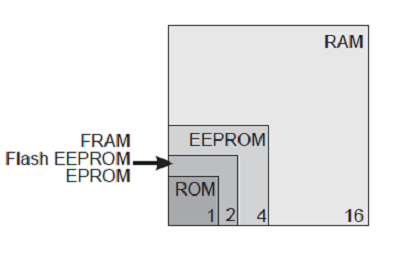 RAM
EEPROM
FRAM
Flash EEPROM
EPROM
ROM
1 2 4 16